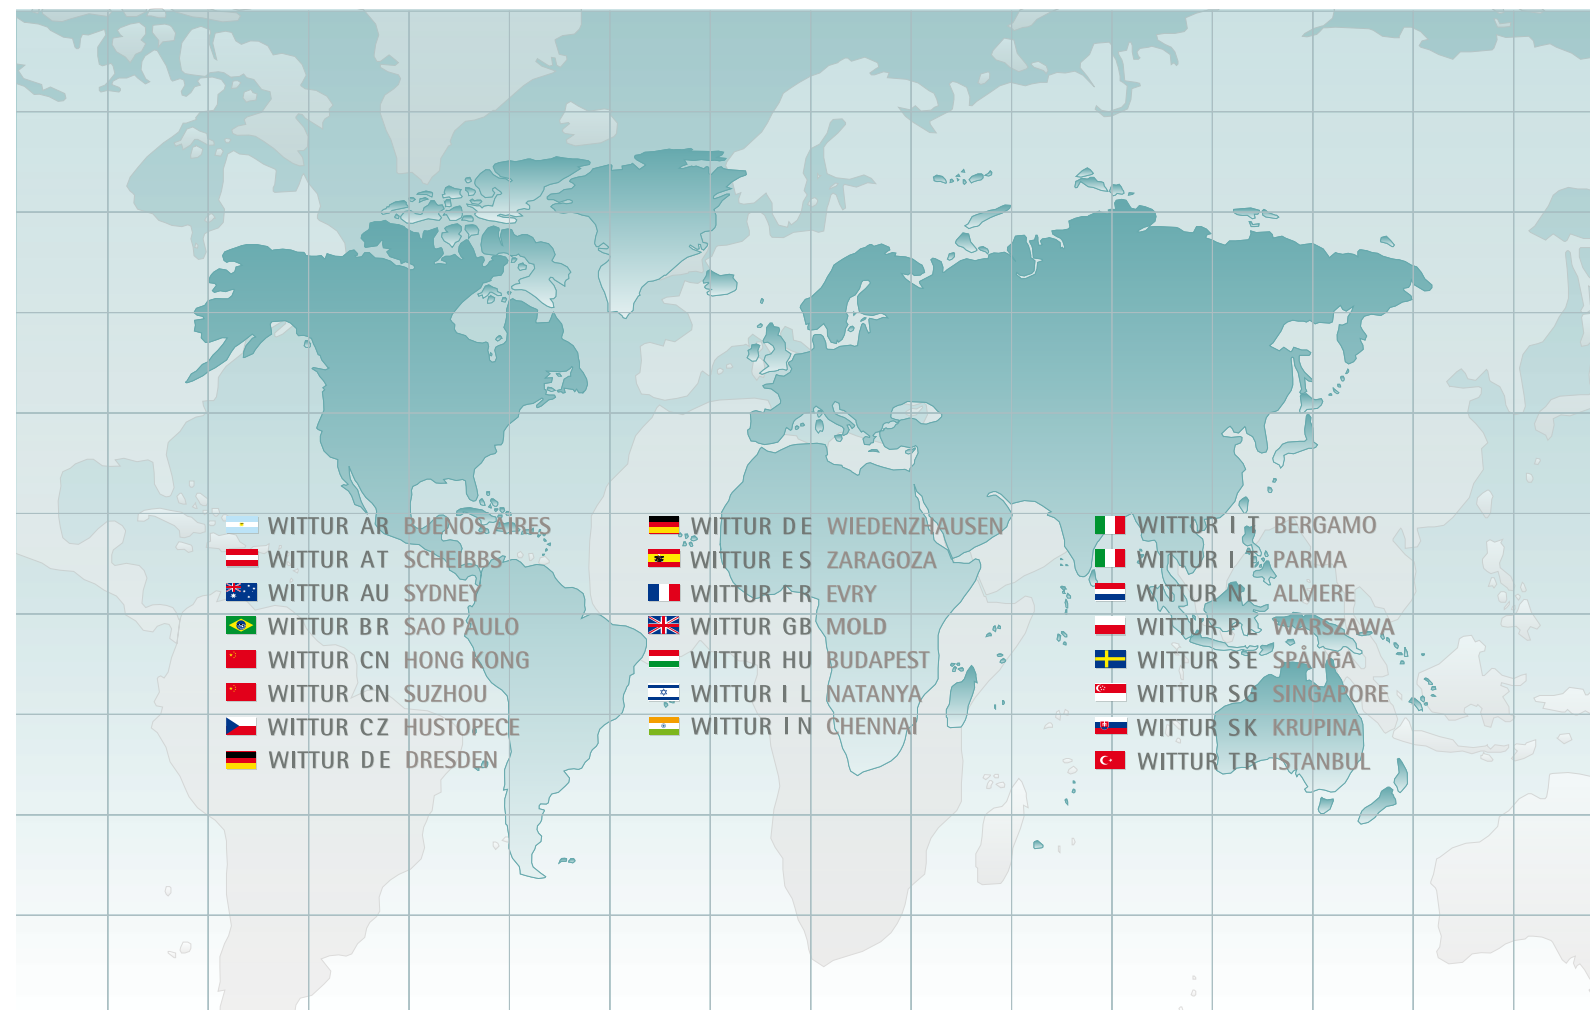 WITTUR AR BUENOS AIRES
WITTUR AT SCHEIBBS
WITTUR AU SYDNEY
WITTUR BR SAO PAULO
WITTUR CN HONG KONG
WITTUR CN SUZHOU
WITTUR CZ HUSTOPECE
WITTUR DE DRESDEN
WITTUR DE WIEDENZHAUSEN
WITTUR ES ZARAGOZA
WITTUR FR EVRY
WITTUR GB MOLD
WITTUR HU BUDAPEST
WITTUR IL NATANYA
WITTUR IN CHENNAI
WITTUR IT BERGAMO
WITTUR IT PARMA
WITTUR NL ALMERE
WITTUR PL WARSZAWA
WITTUR SE SPÅNGA
WITTUR SG SINGAPORE
WITTUR SK KRUPINA
WITTUR TR ISTANBUL